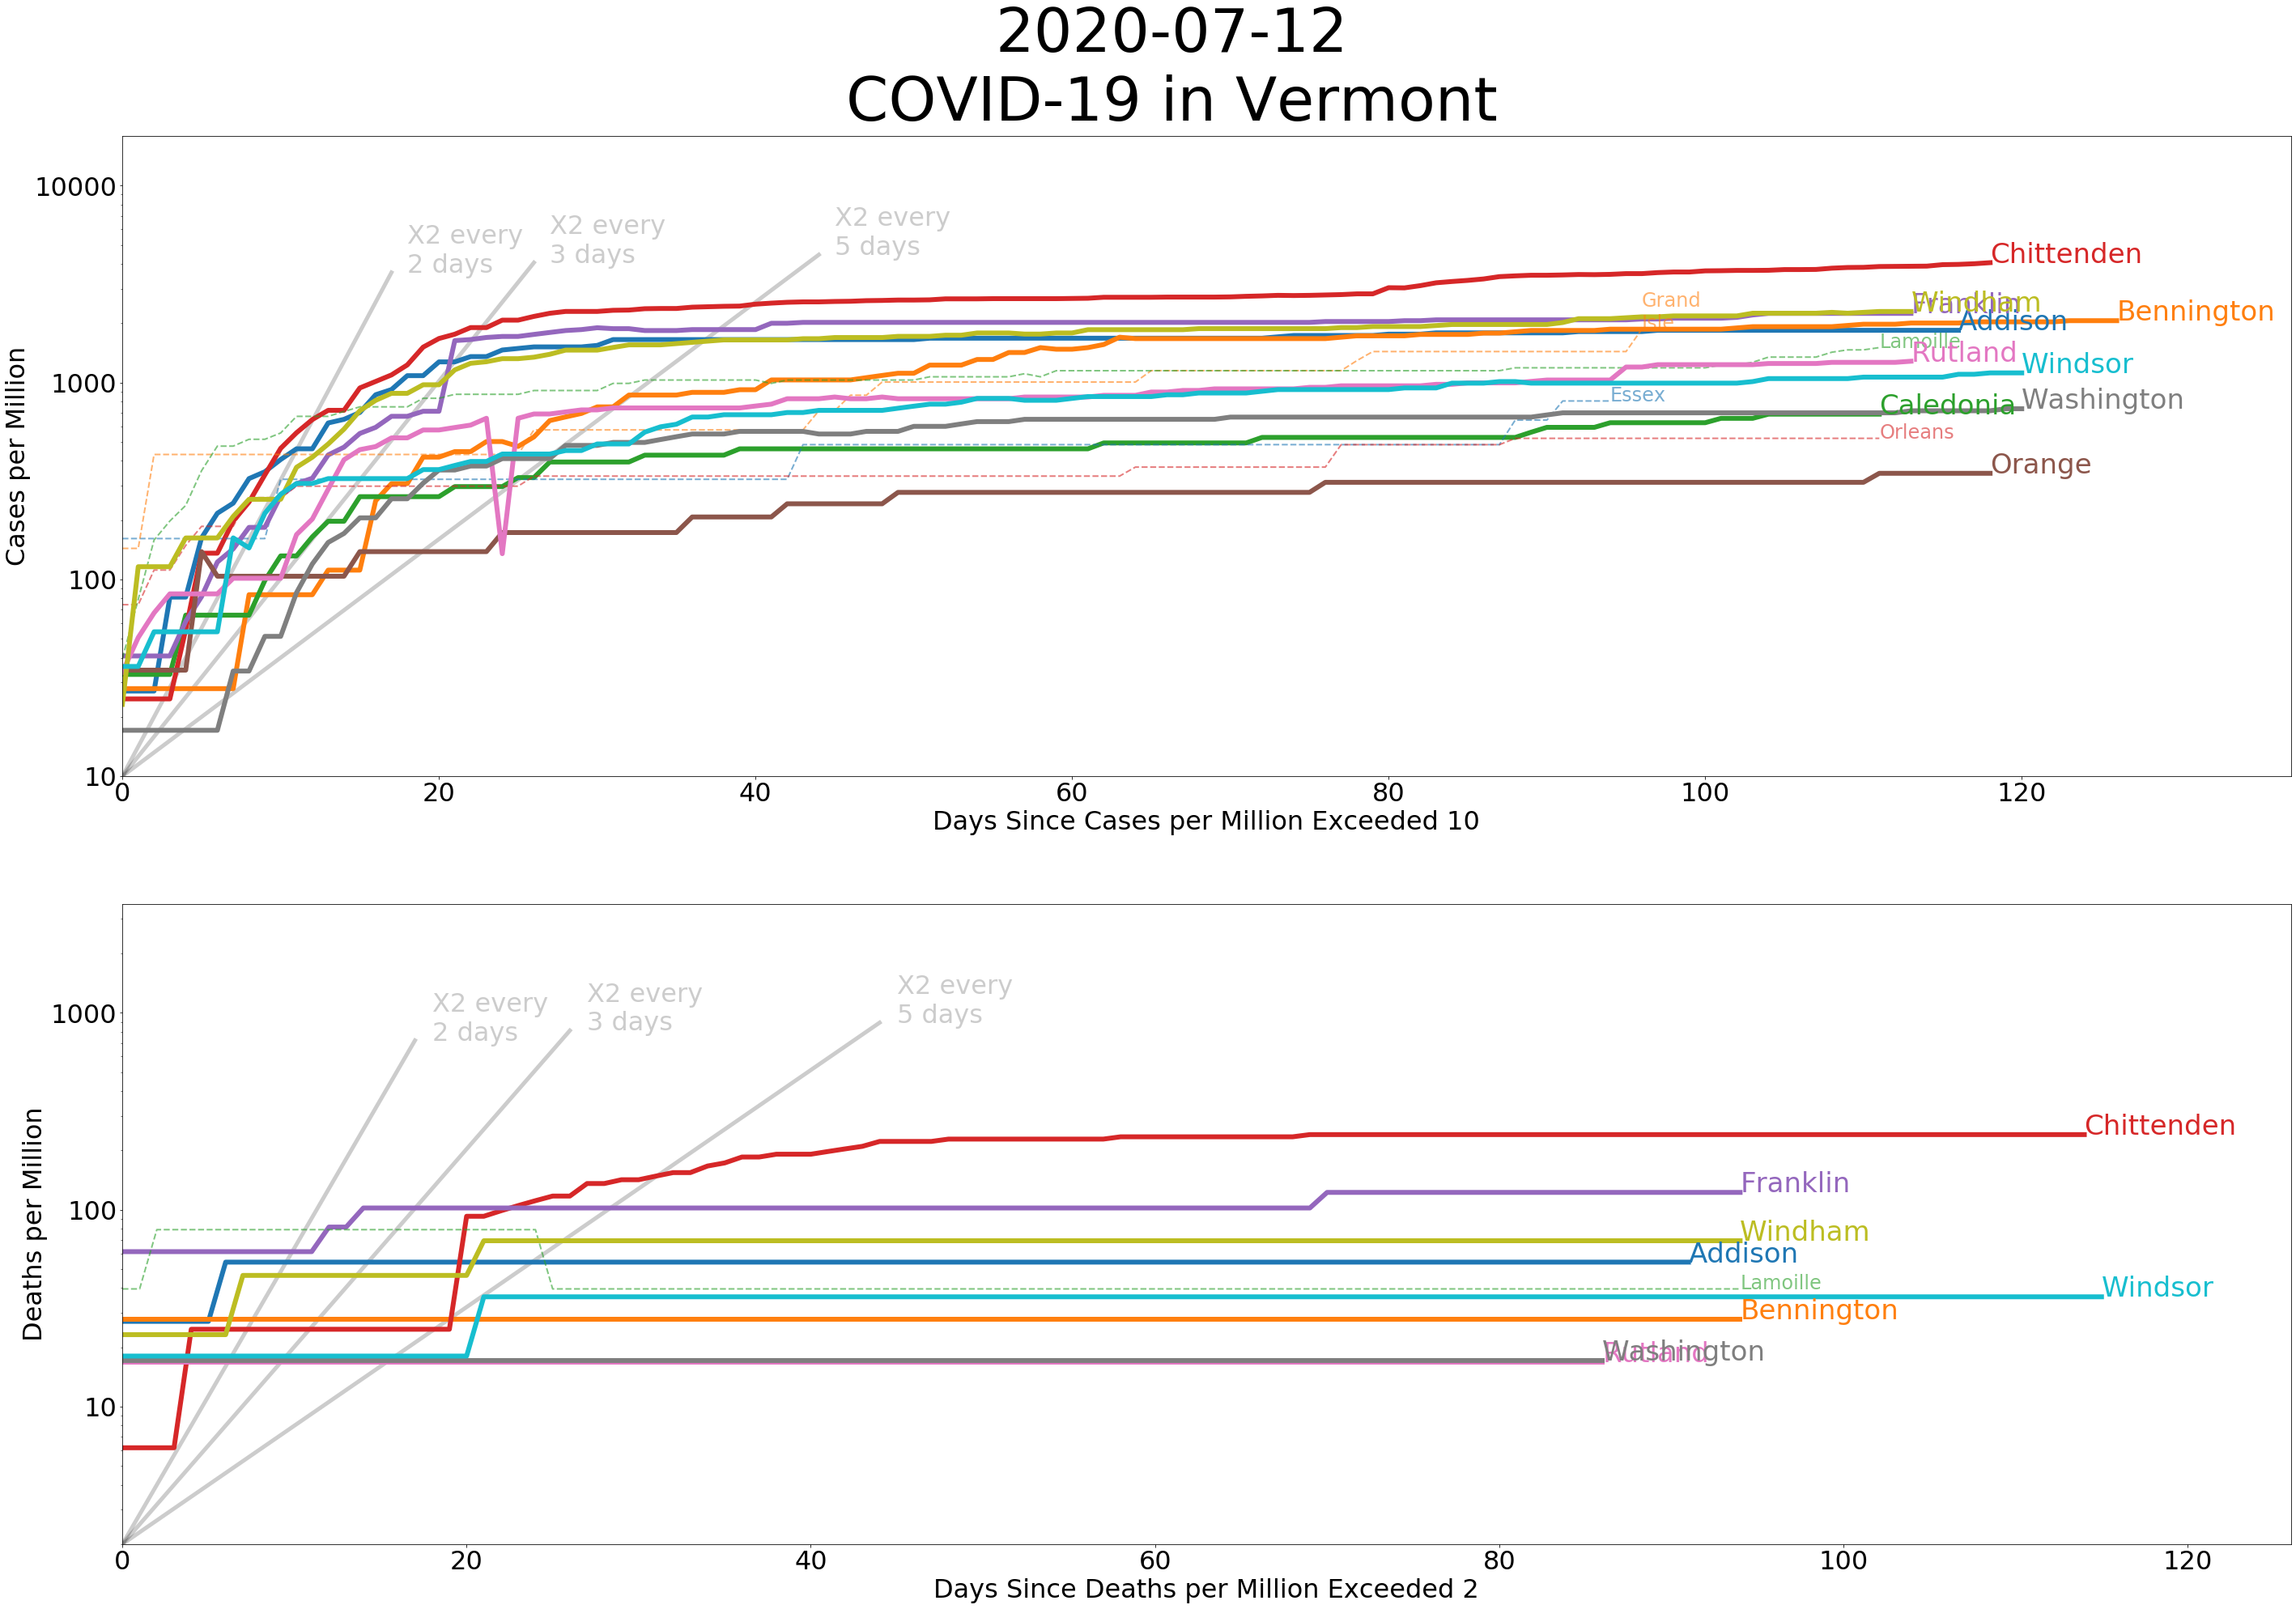 2020-07-12
COVID-19 in Vermont
Cases per Million
10000
1000
100
10
X2 every
2 days
X2 every
3 days
X2 every
5 days
Chittenden
Grand
Isle
Windham
Franklin
Bennington
Addison
Lamoille
Rutland
Windsor
Essex
Washington
Caledonia
Orleans
Orange
0 20 40 60 80 100 120
Days Since Cases per Million Exceeded 10
Deaths per Million
1000
100
10
X2 every
2 days
X2 every
3 days
X2 every
5 days
Chittenden
Franklin
Windham
Addison
Lamoille
Windsor
Bennington
Washington
Rutland
0 20 40 60 80 100 120
Days Since Deaths per Million Exceeded 2